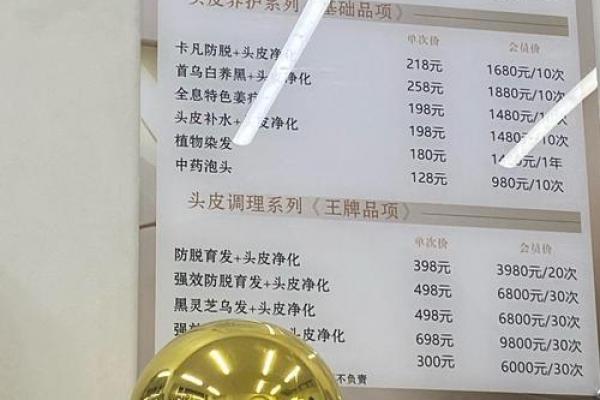 头皮养护系列《基础品项》
单次价 会员价
卡凡防脱+头皮净化 218元 1680元/10次
首乌白养黑+头皮净化 258元 1880元/10次
全息特色姜 198元 1480元/10次
头皮补水+头皮净化 198元 1480元/10次
植物染发 180元 元/1年
中药泡头 128元 980元/10次
头皮调理系列《王牌品项》
单次价 会员价
防脱育发+头皮净化 398元 3980元/20次
强效防脱育发+头皮净化 498元 6800元/30次
黑灵芝乌发+头皮净化 498元 6800元/30次
强 698元 9800元/30次
300元 6000元/30次
不负责